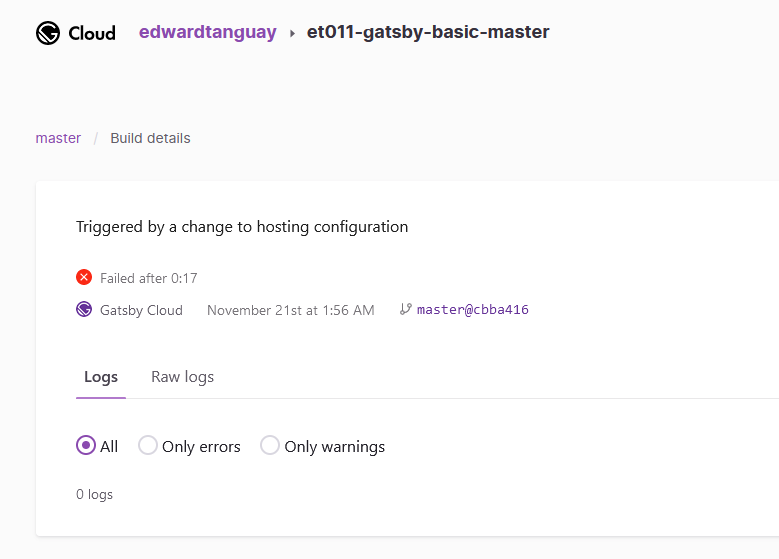 Cloud edwardtanguay ▸ et011-gatsby-basic-master
master / Build details
Triggered by a change to hosting configuration
Failed after 0:17
Gatsby Cloud November 21st at 1:56 AM master@cbba416
Logs Raw logs
All Only errors Only warnings
0 logs